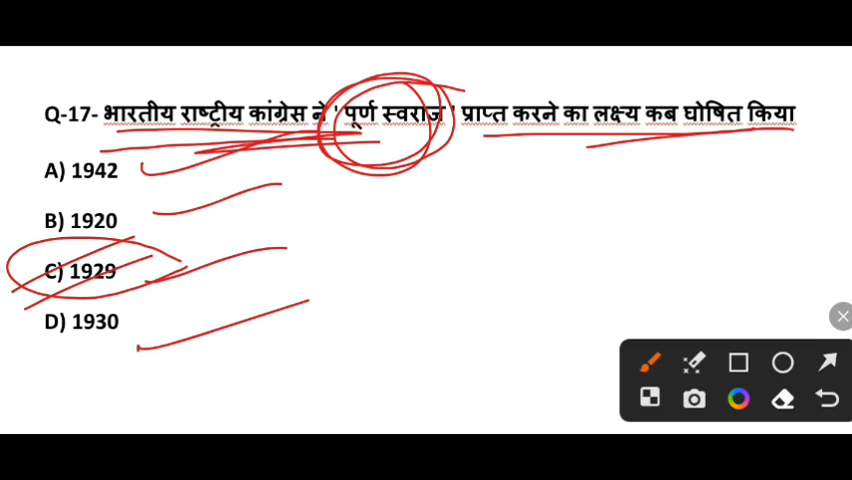 Q-17- भारतीय राष्ट्रीय कांग्रेस ने ' पूर्ण स्वराज ' प्राप्त करने का लक्ष्य कब घोषित किया
A) 1942
B) 1920
C) 1929
D) 1930